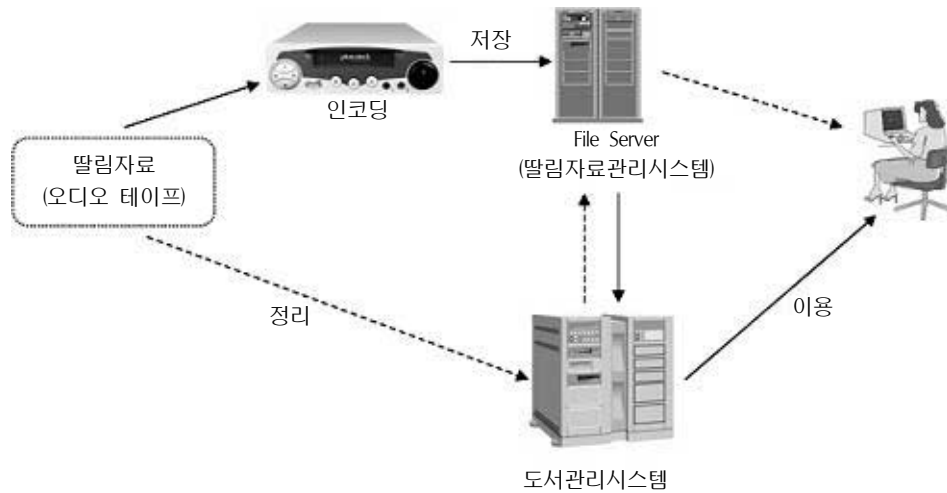 저장
인코딩
File Server
(딸림자료관리시스템)
딸림자료
(오디오 테이프)
정리
이용
도서관리시스템